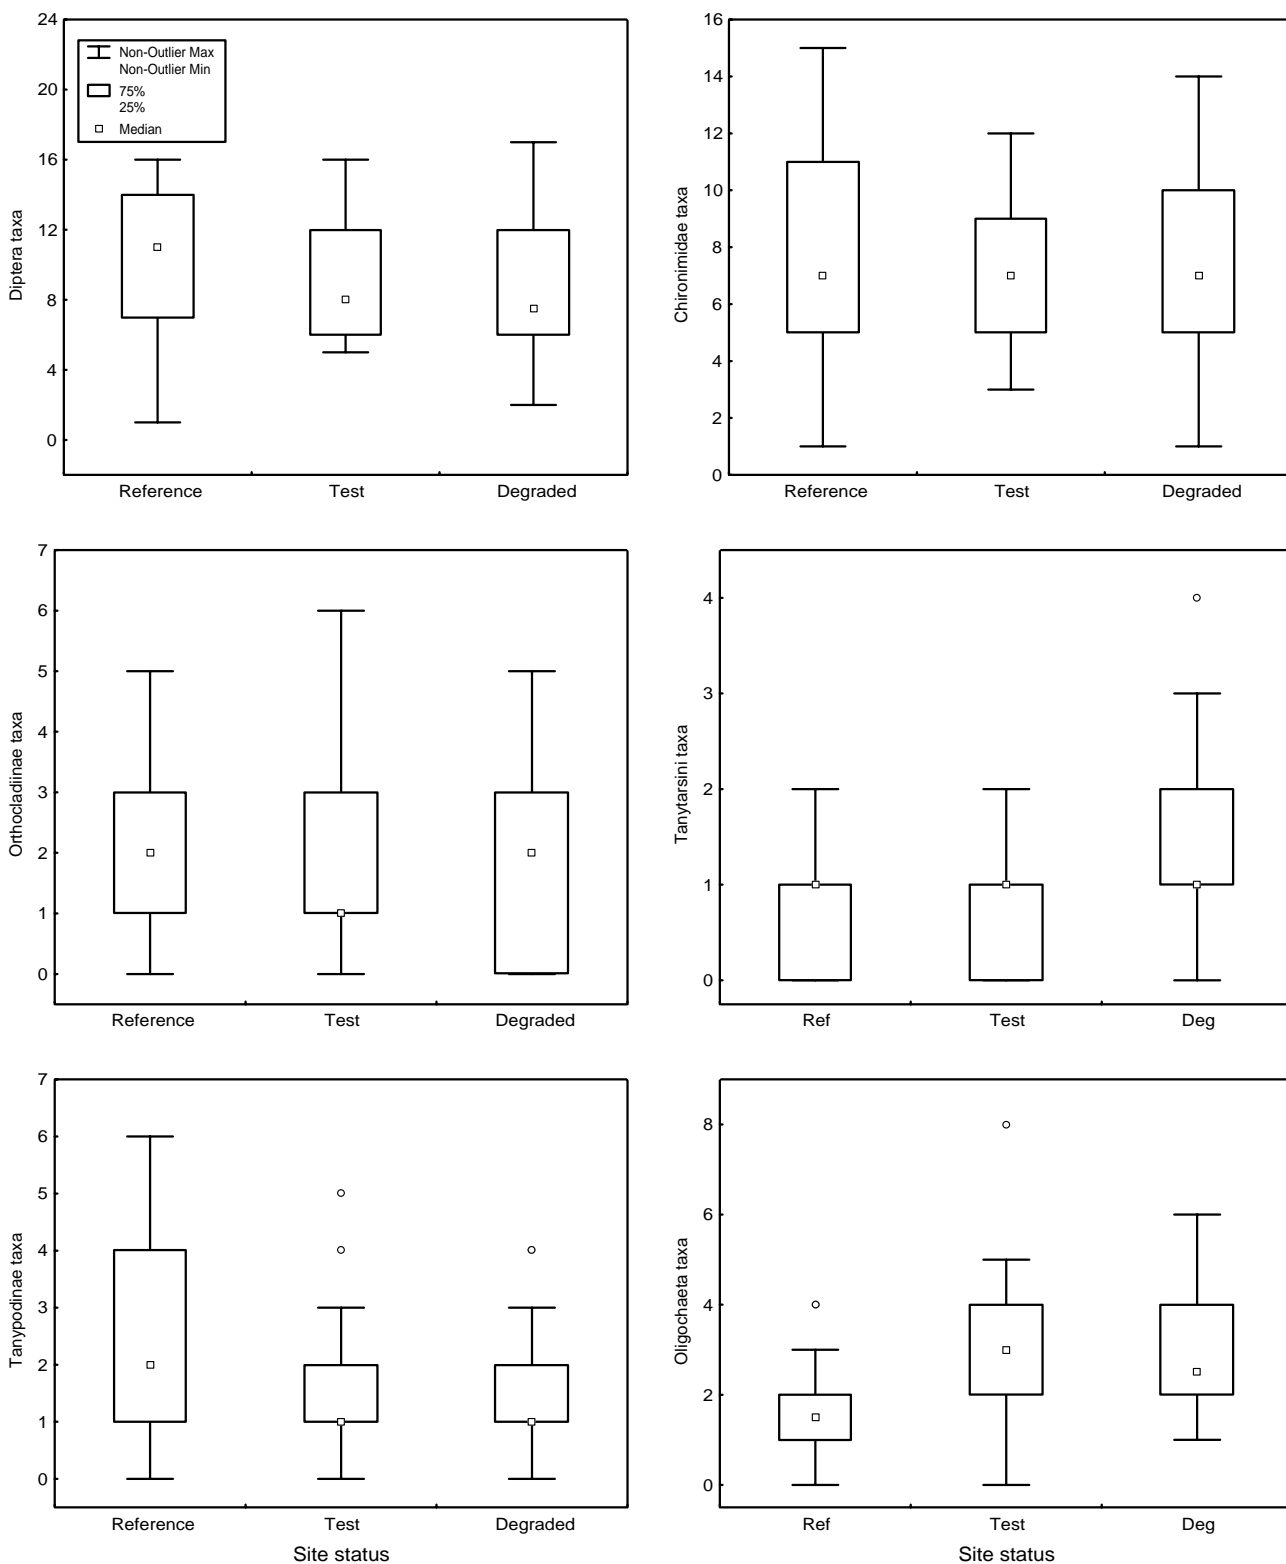 24
20
16
12
8
4
0
Diptera taxa
Non-Outlier Max
Non-Outlier Min
75%
25%
Median
Reference Test Degraded
16
14
12
10
8
6
4
2
0
Chironimidae taxa
Reference Test Degraded
7
6
5
4
3
2
1
0
Orthocladiinae taxa
Reference Test Degraded
4
3
2
1
0
Tanytarsini taxa
Ref Test Deg
7
6
5
4
3
2
1
0
Tanypodinae taxa
Reference Test Degraded
Site status
8
6
4
2
0
Oligochaeta taxa
Ref Test Deg
Site status